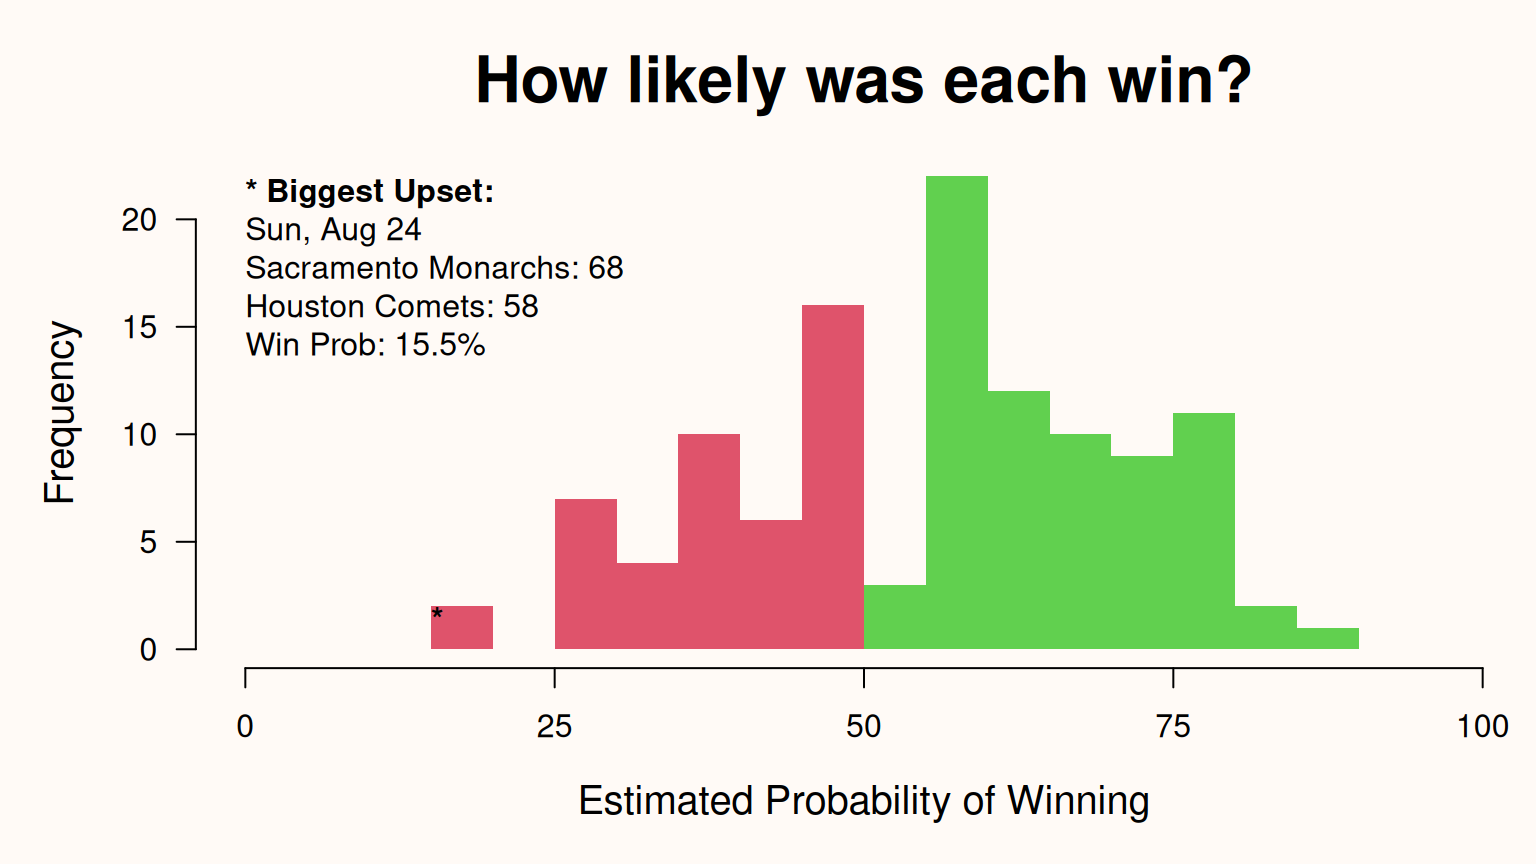 How likely was each win?
* Biggest Upset:
Sun, Aug 24
Sacramento Monarchs: 68
Houston Comets: 58
Win Prob: 15.5%
Frequency
20
15
10
5
0
*
0 25 50 75 100
Estimated Probability of Winning